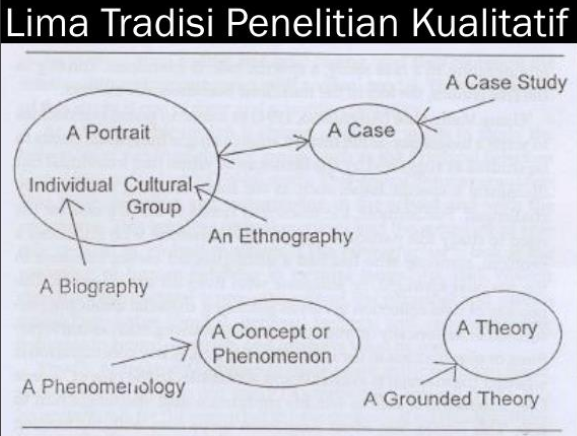 Lima Tradisi Penelitian Kualitatif
A Case Study
A Portrait
A Case
Individual Cultural
Group
An Ethnography
A Biography
A Concept or
Phenomenon
A Theory
A Phenomenology
A Grounded Theory